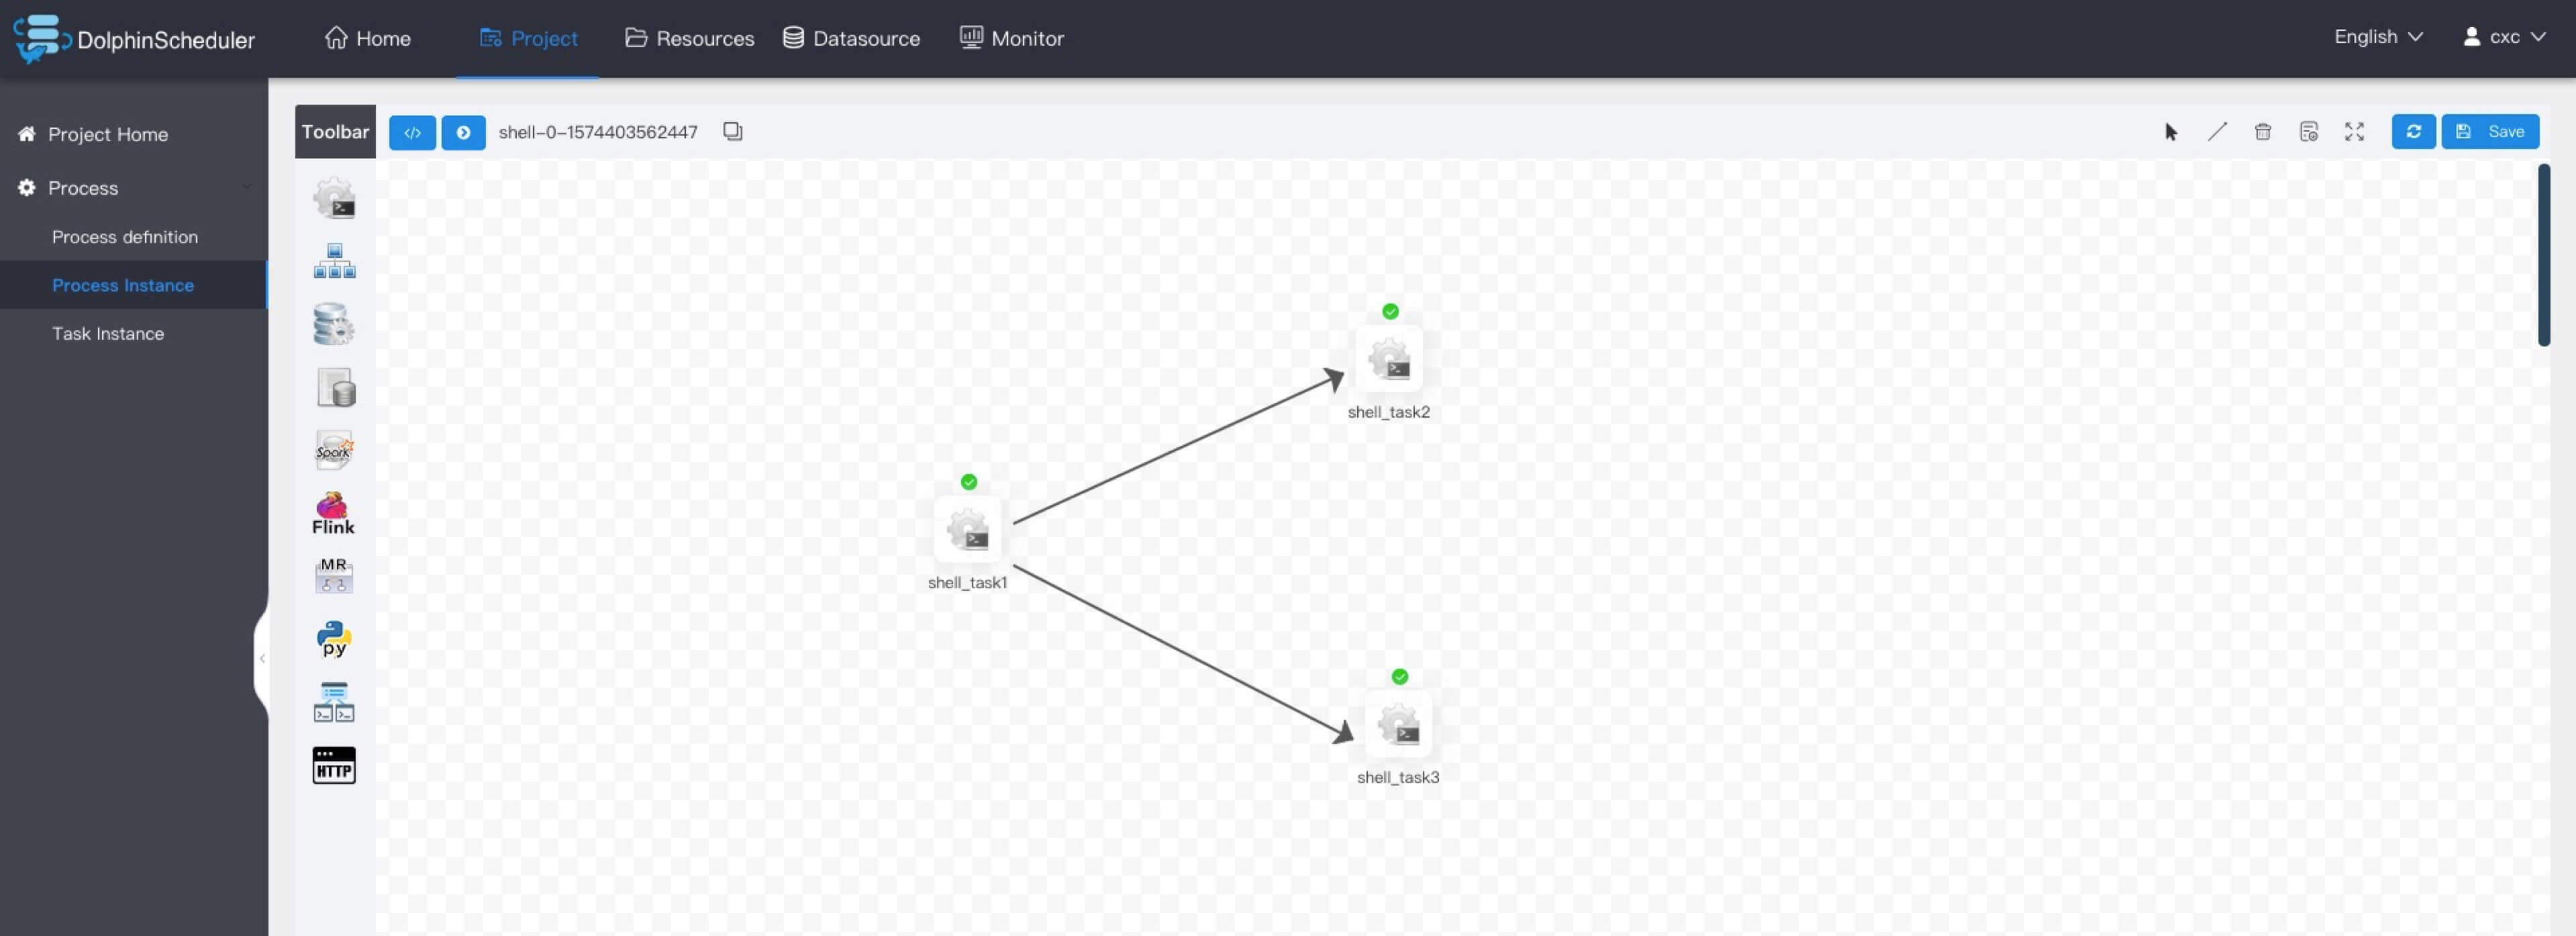 DolphinScheduler
Home
Project
Resources
Datasource
Monitor
English
cxc
Project Home
Process
Process definition
Process Instance
Task Instance
Toolbar
</>
shell-0-1574403562447
Save
>_
Spark
Flink
MR
py
>_ >_
HTTP
>_
shell_task2
>_
shell_task1
>_
shell_task3